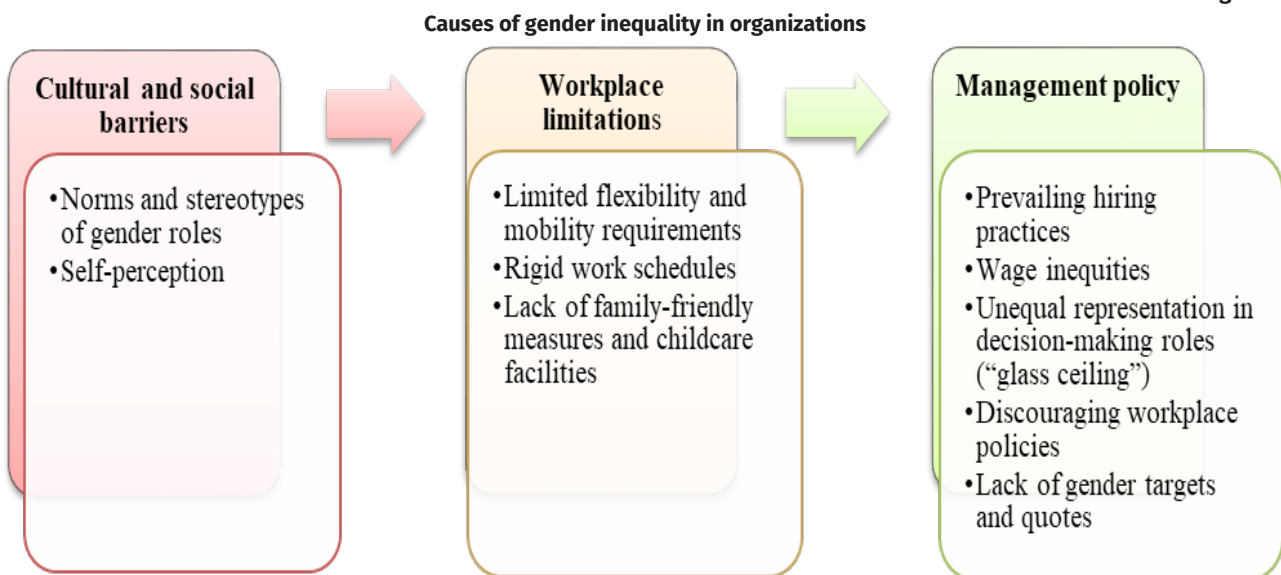 Causes of gender inequality in organizations
Cultural and social
barriers
•Norms and stereotypes
of gender roles
•Self-perception
Workplace
limitations
•Limited flexibility and
mobility requirements
•Rigid work schedules
•Lack of family-friendly
measures and childcare
facilities
Management policy
•Prevailing hiring
practices
•Wage inequities
•Unequal representation in
decision-making roles
(“glass ceiling”)
•Discouraging workplace
policies
•Lack of gender targets
and quotes